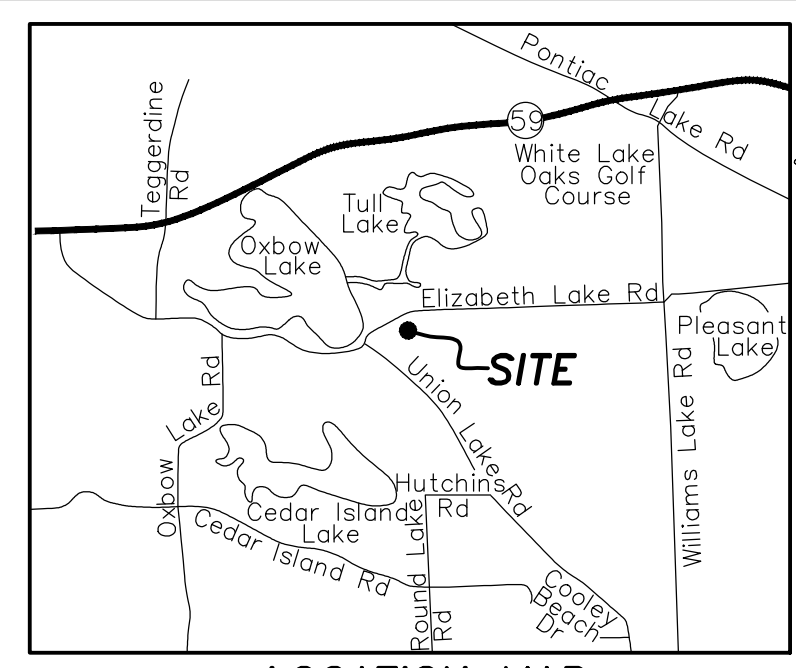 Pontiac
Lake Rd
Teggerdine
Rd
59
White Lake
Oaks Golf
Course
Tull
Lake
Oxbow
Lake
Elizabeth Lake Rd
Pleasant
Lake
SITE
Union Lake Rd
Williams Lake Rd
Oxbow
Lake Rd
Hutchins
Rd
Cedar Island
Lake
Cedar Island Rd
Round Lake
Rd
Cooley
Beach
Dr